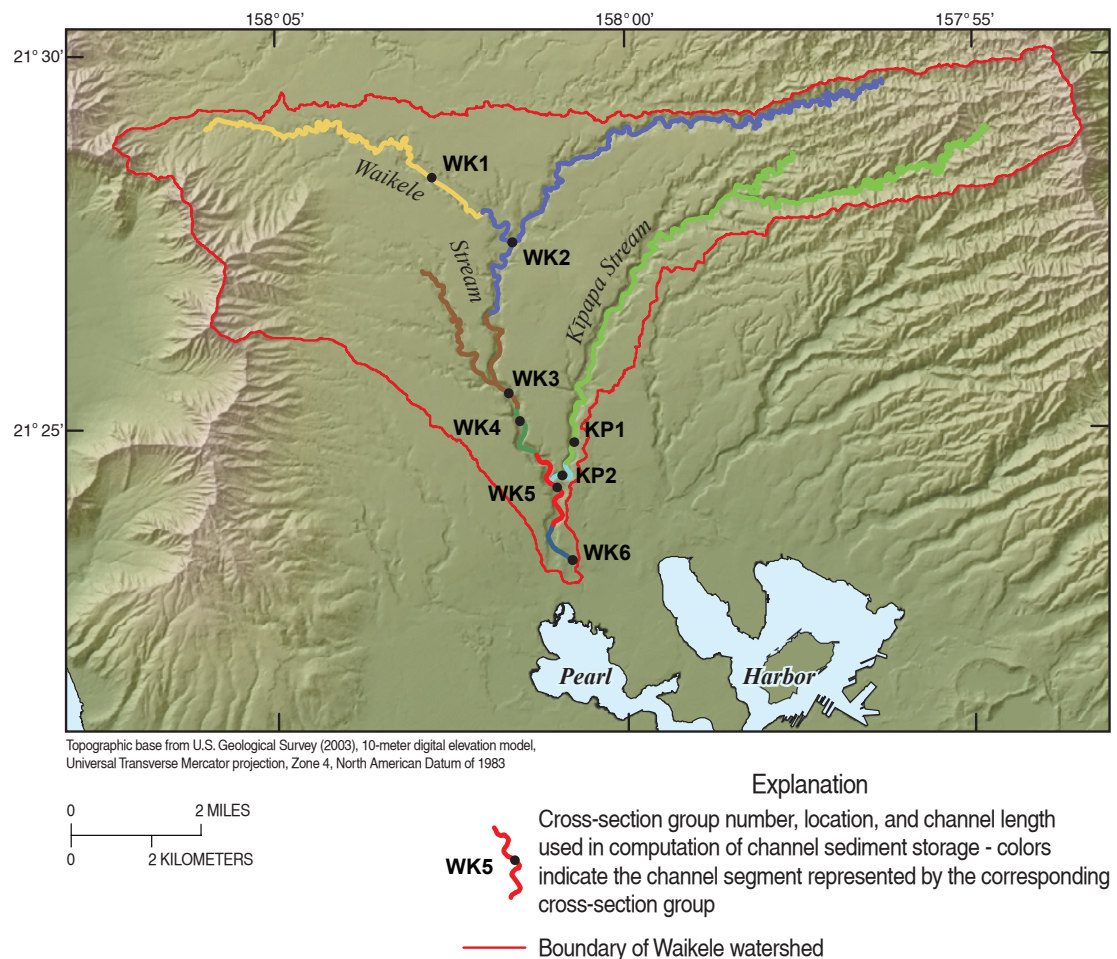 158°05’
158°00’
157°55’
21°30’
WK1
Waikele
WK2
Stream
Kīpapa Stream
WK3
21°25’
WK4
KP1
KP2
WK5
WK6
Pearl
Harbor
Topographic base from U.S. Geological Survey (2003), 10-meter digital elevation model,
Universal Transverse Mercator projection, Zone 4, North American Datum of 1983
Explanation
0
2 MILES
0
2 KILOMETERS
WK5
Cross-section group number, location, and channel length
used in computation of channel sediment storage - colors
indicate the channel segment represented by the corresponding
cross-section group
Boundary of Waikele watershed